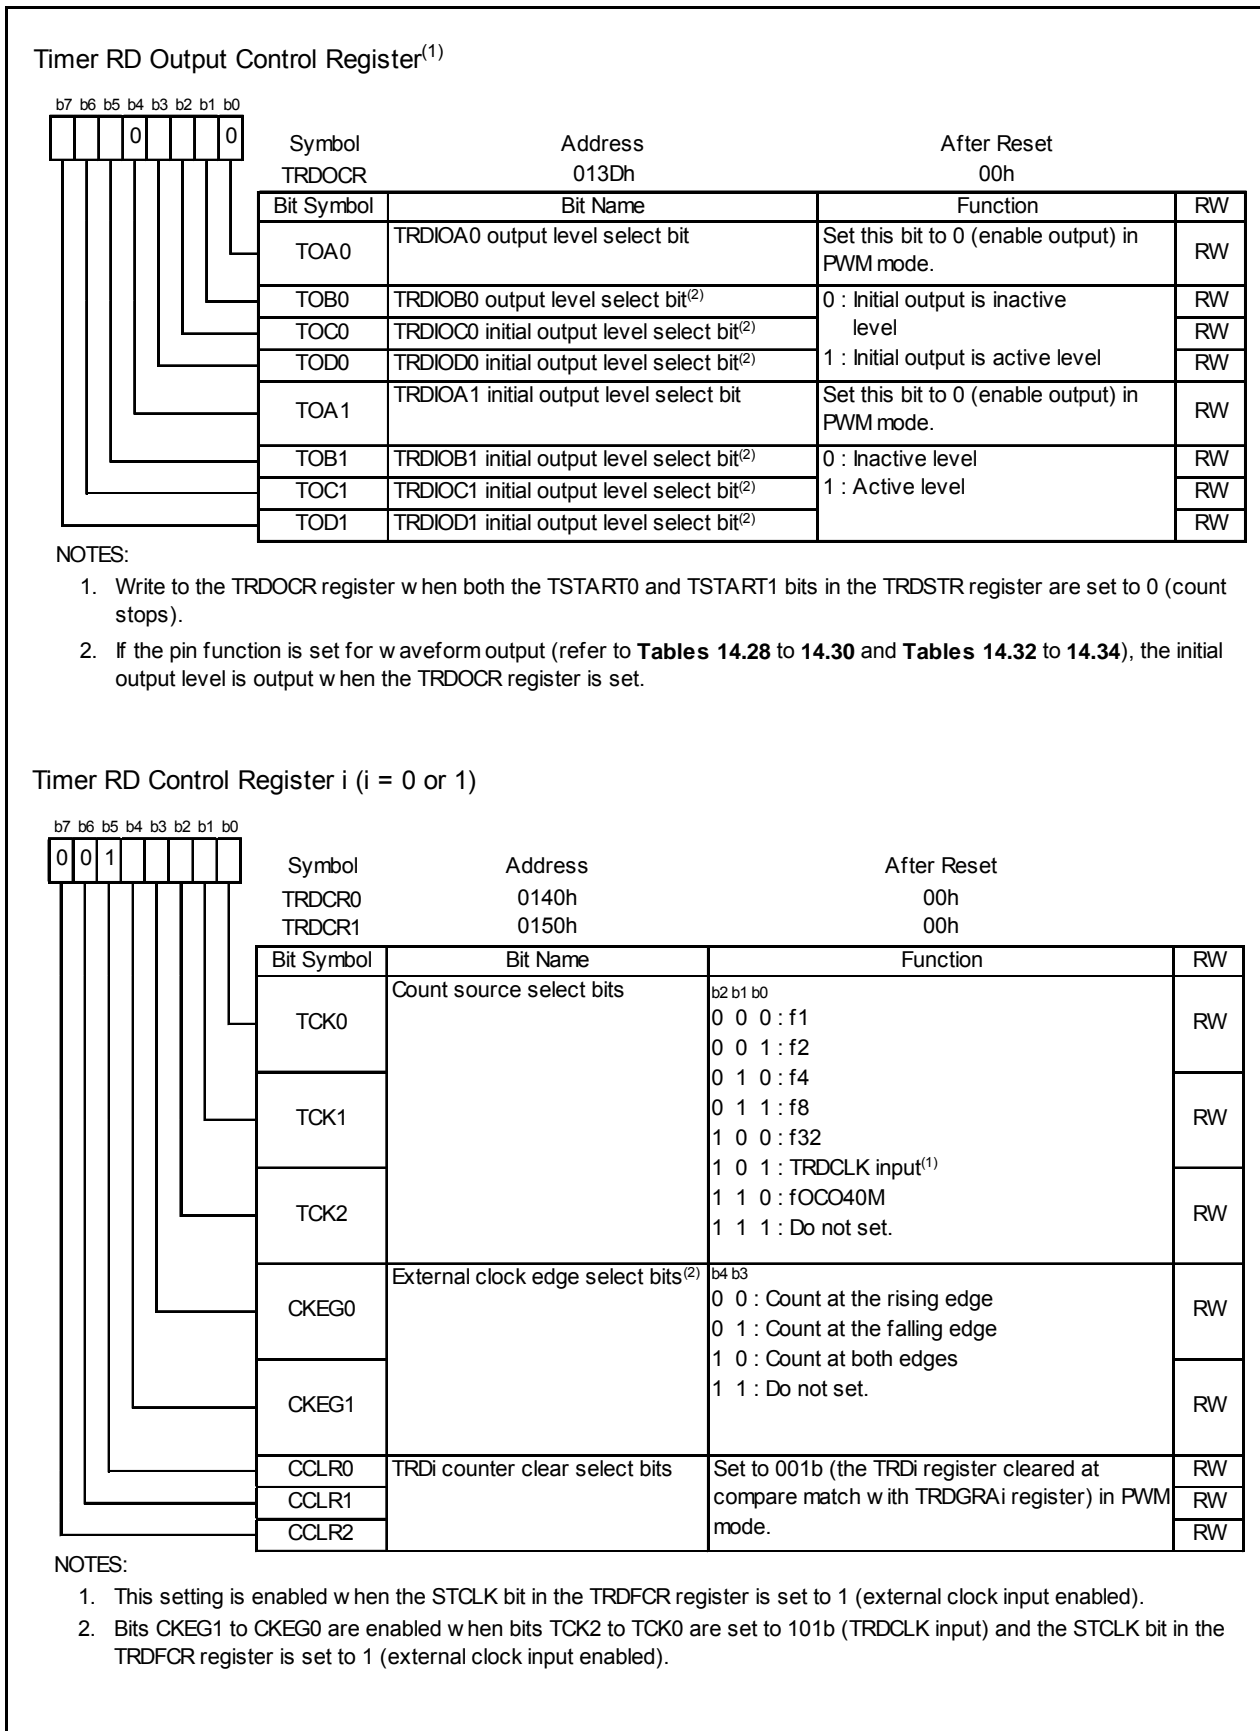 Timer RD Output Control Register(1)
b7 b6 b5 b4 b3 b2 b1 b0
0 0
Symbol Address After Reset
TRDOCR 013Dh 00h
Bit Symbol Bit Name Function RW
TOA0 TRDIOA0 output level select bit Set this bit to 0 (enable output) in PWM mode. RW
TOB0 TRDIOB0 output level select bit(2) 0 : Initial output is inactive RW
TOC0 TRDIOC0 initial output level select bit(2) level RW
TOD0 TRDIOD0 initial output level select bit(2) 1 : Initial output is active level RW
TOA1 TRDIOA1 initial output level select bit Set this bit to 0 (enable output) in PWM mode. RW
TOB1 TRDIOB1 initial output level select bit(2) 0 : Inactive level RW
TOC1 TRDIOC1 initial output level select bit(2) 1 : Active level RW
TOD1 TRDIOD1 initial output level select bit(2) RW
NOTES:
1. Write to the TRDOCR register when both the TSTART0 and TSTART1 bits in the TRDSTR register are set to 0 (count
stops).
2. If the pin function is set for waveform output (refer to Tables 14.28 to 14.30 and Tables 14.32 to 14.34), the initial
output level is output when the TRDOCR register is set.
Timer RD Control Register i (i = 0 or 1)
b7 b6 b5 b4 b3 b2 b1 b0
0 0 1
Symbol Address After Reset
TRDCR0 0140h 00h
TRDCR1 0150h 00h
Bit Symbol Bit Name Function RW
Count source select bits b2 b1 b0
TCK0 0 0 0 : f1 RW
0 0 1 : f2
0 1 0 : f4
TCK1 0 1 1 : f8 RW
1 0 0 : f32
1 0 1 : TRDCLK input(1)
TCK2 1 1 0 : fOCO40M RW
1 1 1 : Do not set.
External clock edge select bits(2) b4 b3
CKEG0 0 0 : Count at the rising edge RW
0 1 : Count at the falling edge
1 0 : Count at both edges
CKEG1 1 1 : Do not set. RW
CCLR0 TRDi counter clear select bits Set to 001b (the TRDi register cleared at RW
CCLR1 compare match with TRDGRAi register) in PWM RW
CCLR2 mode. RW
NOTES:
1. This setting is enabled when the STCLK bit in the TRDFCR register is set to 1 (external clock input enabled).
2. Bits CKEG1 to CKEG0 are enabled when bits TCK2 to TCK0 are set to 101b (TRDCLK input) and the STCLK bit in the
TRDFCR register is set to 1 (external clock input enabled).